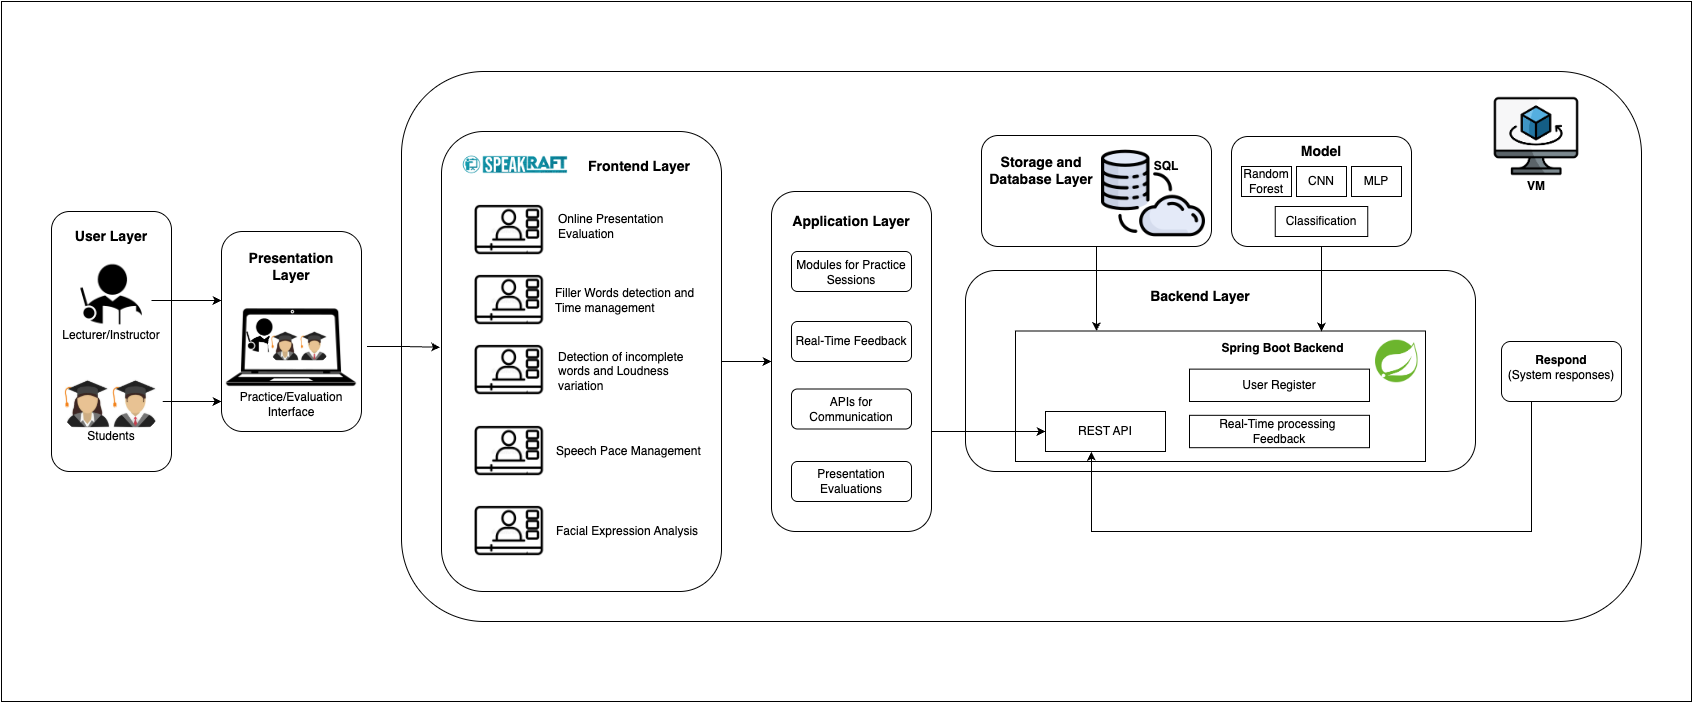 User Layer
Lecturer/Instructor
Students
Presentation
Layer
Practice/Evaluation
Interface
SPEAKRAFT
Frontend Layer
Online Presentation
Evaluation
Filler Words detection and
Time management
Detection of incomplete
words and Loudness
variation
Speech Pace Management
Facial Expression Analysis
Application Layer
Modules for Practice
Sessions
Real-Time Feedback
APIs for
Communication
Presentation
Evaluations
Storage and
Database Layer
SQL
Model
Random
Forest
CNN
MLP
Classification
Backend Layer
Spring Boot Backend
User Register
Real-Time processing
Feedback
REST API
VM
Respond
(System responses)